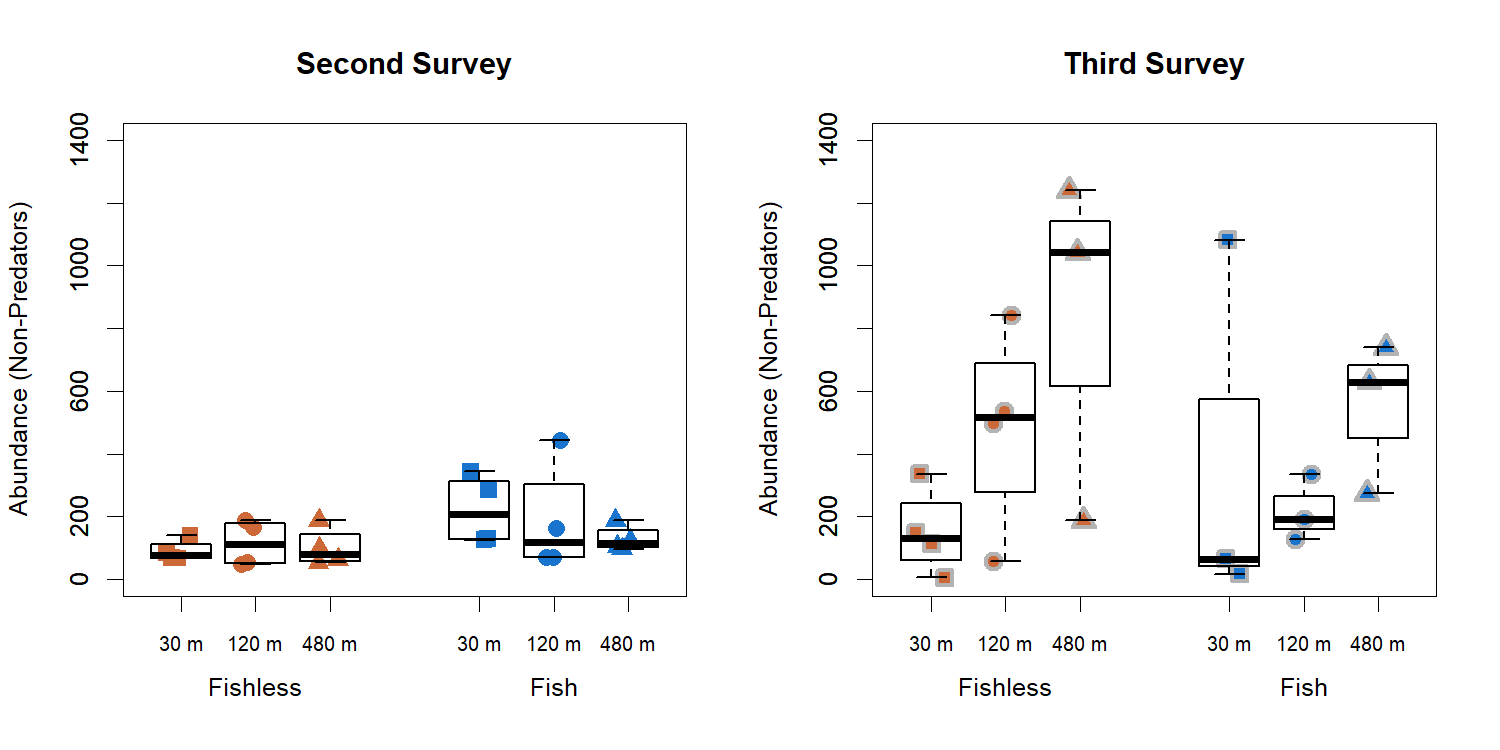 Second Survey
Abundance (Non-Predators)
1400
1000
600
200
0
30 m 120 m 480 m 30 m 120 m 480 m
Fishless Fish
Third Survey
Abundance (Non-Predators)
1400
1000
600
200
0
30 m 120 m 480 m 30 m 120 m 480 m
Fishless Fish